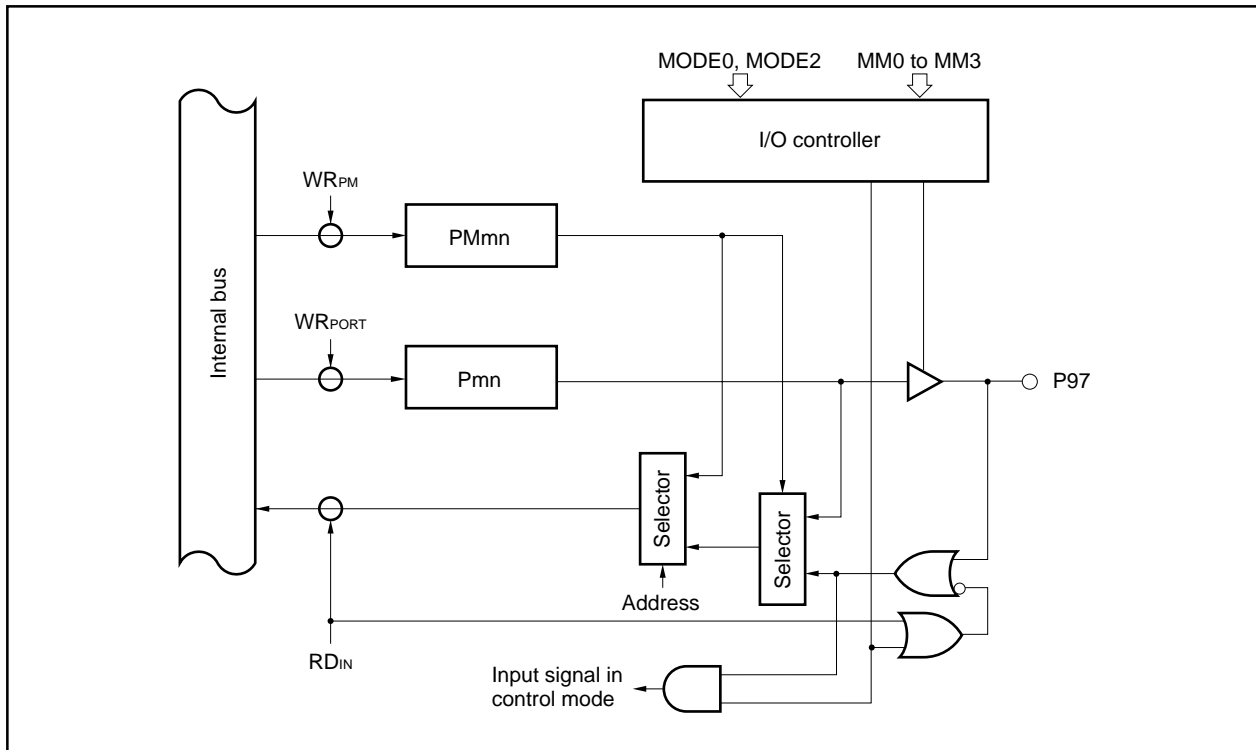 MODE0, MODE2
MM0 to MM3
I/O controller
WRPM
PMmn
Internal bus
WRPORT
Pmn
P97
Selector
Selector
Address
RDIN
Input signal in
control mode